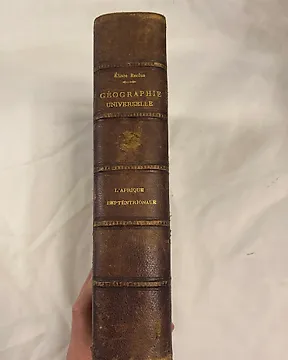 Élisée Reclus
GÉOGRAPHIE
UNIVERSELLE
L'AFRIQUE
SEPTENTRIONALE